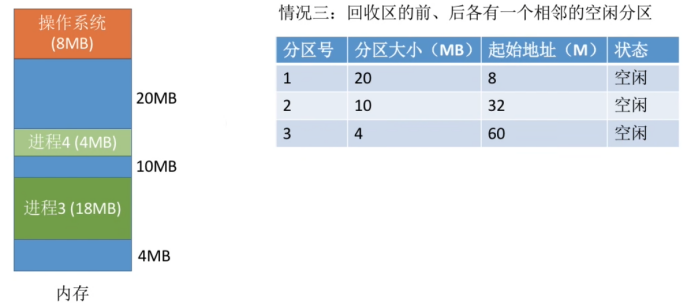 操作系统
(8MB)
20MB
进程4 (4MB)
10MB
进程3 (18MB)
4MB
内存
情况三：回收区的前、后各有一个相邻的空闲分区
分区号 分区大小（MB） 起始地址（M） 状态
1 20 8 空闲
2 10 32 空闲
3 4 60 空闲